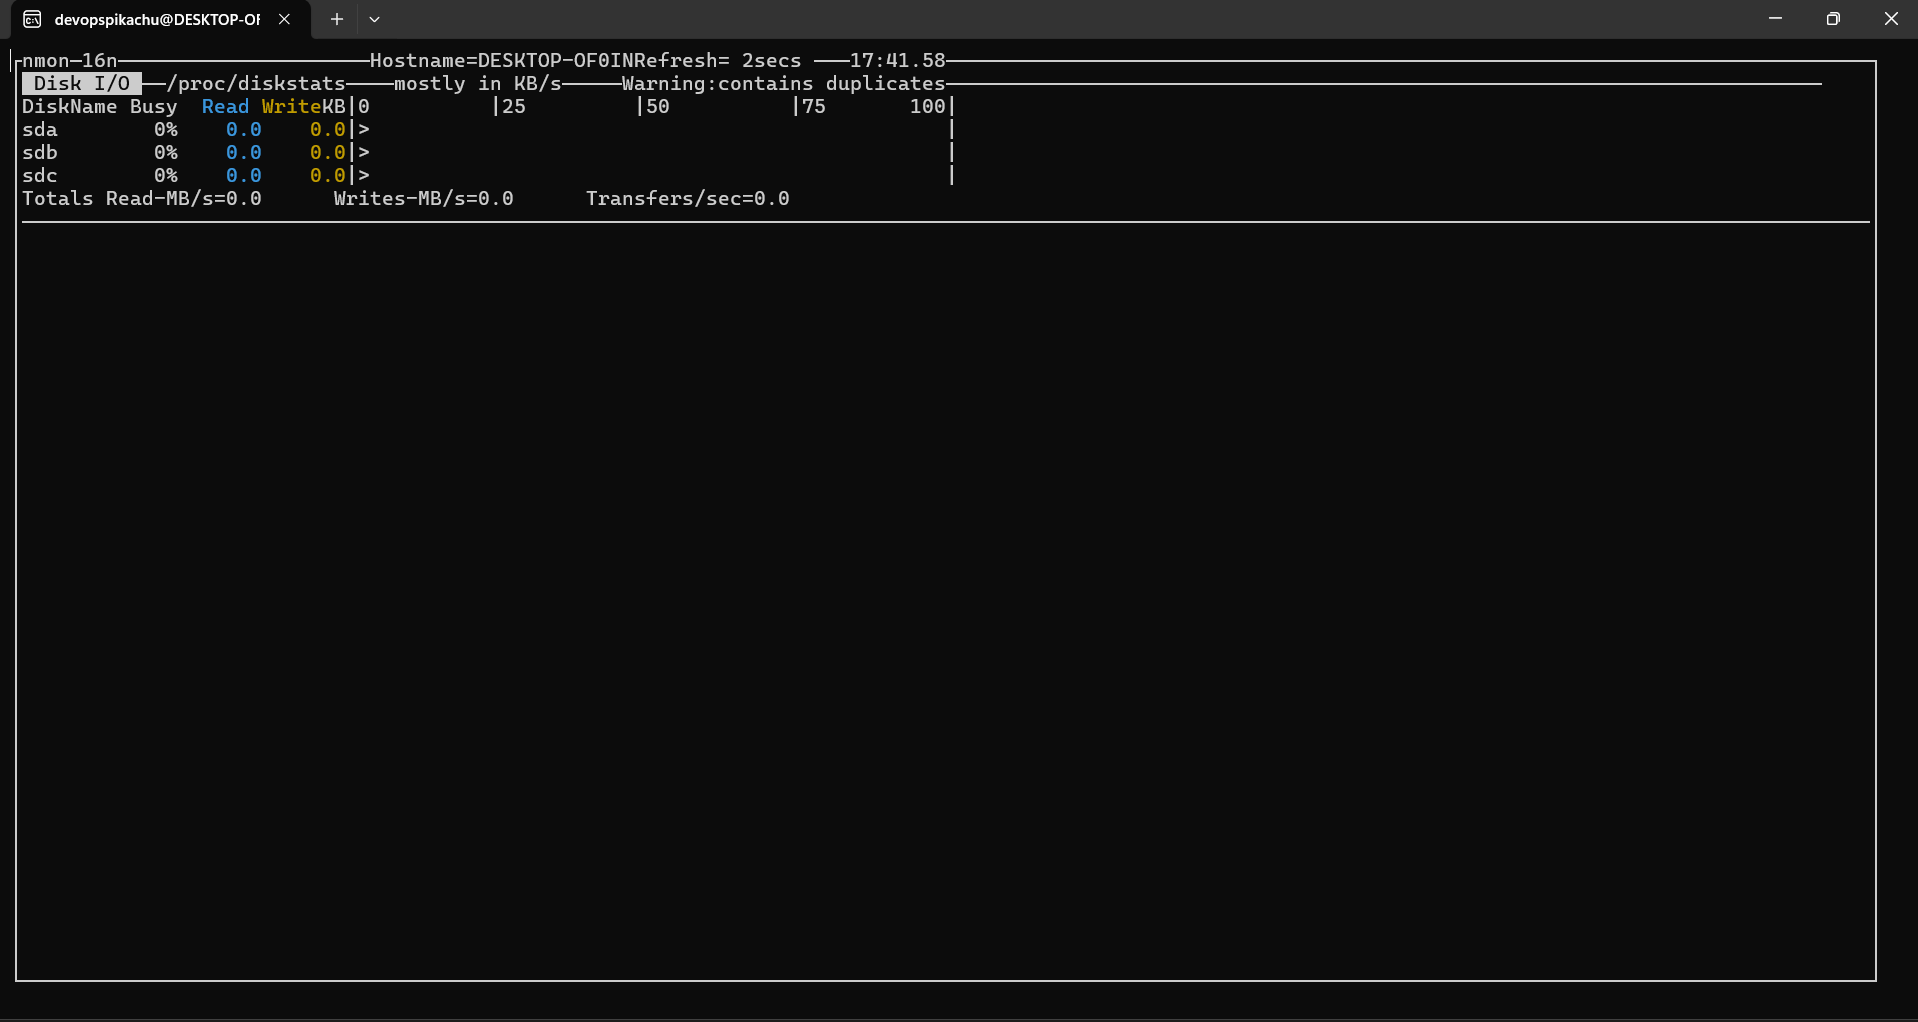 devopspikachu@DESKTOP-OF
nmon-16n Hostname=DESKTOP-OF0INRefresh= 2secs 17:41.58
Disk I/O /proc/diskstats mostly in KB/s Warning:contains duplicates
DiskName Busy Read WriteKB|0 |25 |50 |75 100|
sda 0% 0.0 0.0|> |
sdb 0% 0.0 0.0|> |
sdc 0% 0.0 0.0|> |
Totals Read-MB/s=0.0 Writes-MB/s=0.0 Transfers/sec=0.0